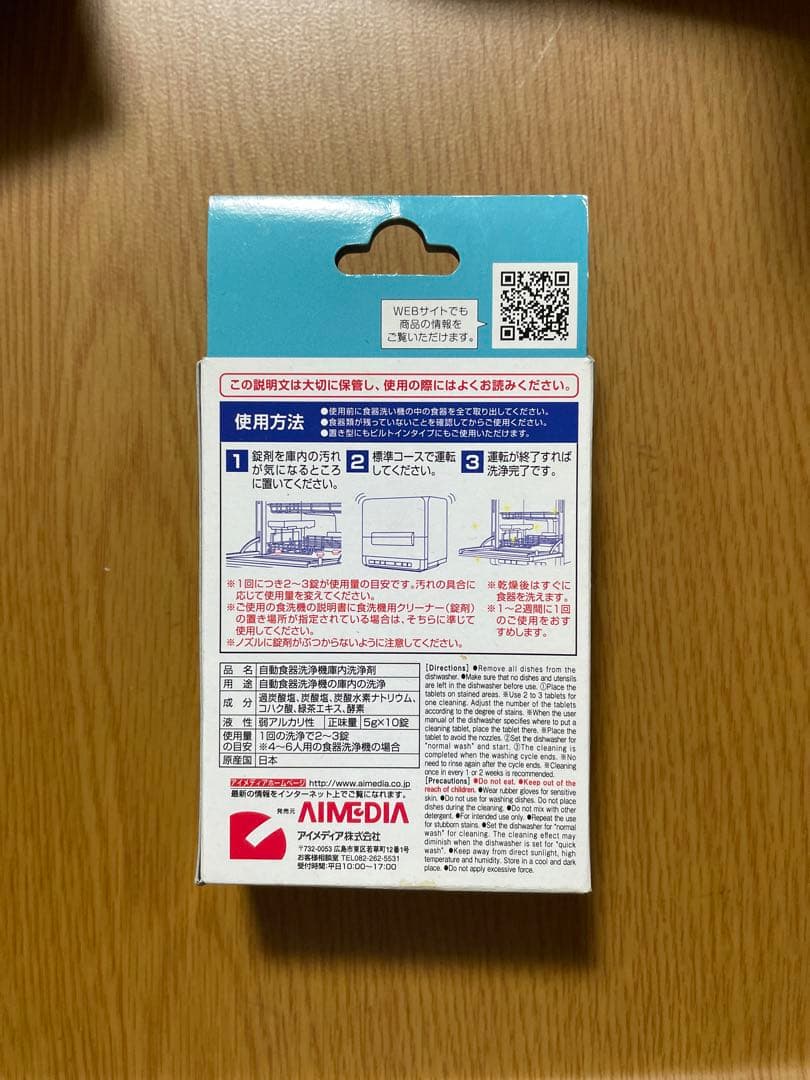 WEBサイトでも
商品の情報を
ご覧いただけます。
この説明文は大切に保管し、使用の際にはよくお読みください。
使用方法
●使用前に食器洗い機の中の食器を全て取り出してください。
●食器類が残っていないことを確認してからご使用ください。
●置き型にもビルトインタイプにもご使用いただけます。
1 錠剤を庫内の汚れ
が気になるところ
に置いてください。
2 標準コースで運転
してください。
3 運転が終了すれば
洗浄完了です。
※1回につき2〜3錠が使用量の目安です。汚れの具合に
応じて使用量を変えてください。
※ご使用の食洗機の説明書に食洗機用クリーナー(錠剤)
の置き場所が指定されている場合は、そちらに準じて
使用してください。
※ノズルに錠剤がぶつからないように注意してください。
※乾燥後はすぐに
食器を洗えます。
※1〜2週間に1回
のご使用をおす
すめします。
品 名 自動食器洗浄機庫内洗浄剤
用 途 自動食器洗浄機の庫内の洗浄
成 分 過炭酸塩、炭酸塩、炭酸水素ナトリウム、
コハク酸、緑茶エキス、酵素
液 性 弱アルカリ性 正味量 5g×10錠
使用量
の目安 1回の洗浄で2〜3錠
※4〜6人用の食器洗浄機の場合
原産国 日本
アイメディアホームページ http://www.aimedia.co.jp
最新の情報をインターネット上でご覧になれます。
発売元 AIMEDIA
アイメディア株式会社
〒732-0053 広島市東区若草町12番1号
お客様相談室 TEL082-262-5531
受付時間:平日10:00〜17:00
[Directions] ●Remove all dishes from the
dishwasher. ●Make sure that no dishes and utensils
are left in the dishwasher before use. ①Place the
tablets on stained areas. ※Use 2 to 3 tablets for
one cleaning. Adjust the number of the tablets
according to the degree of stains. ※When the user
manual of the dishwasher specifies where to put a
cleaning tablet, place the tablet there. ※Place the
tablet to avoid the nozzles. ②Set the dishwasher for
"normal wash" and start. ③The cleaning is
completed when the washing cycle ends. ※No
need to rinse again after the cycle ends. ※Cleaning
once in every 1 or 2 weeks is recommended.
[Precautions] ●Do not eat. ●Keep out of the
reach of children. ●Wear rubber gloves for sensitive
skin. ●Do not use for washing dishes. Do not place
dishes during the cleaning. ●Do not mix with other
detergent. ●For intended use only. ●Repeat the use
for stubborn stains. ●Set the dishwasher for "normal
wash" for cleaning. The cleaning effect may
diminish when the dishwasher is set for "quick
wash". ●Keep away from direct sunlight, high
temperature and humidity. Store in a cool and dark
place. ●Do not apply excessive force.